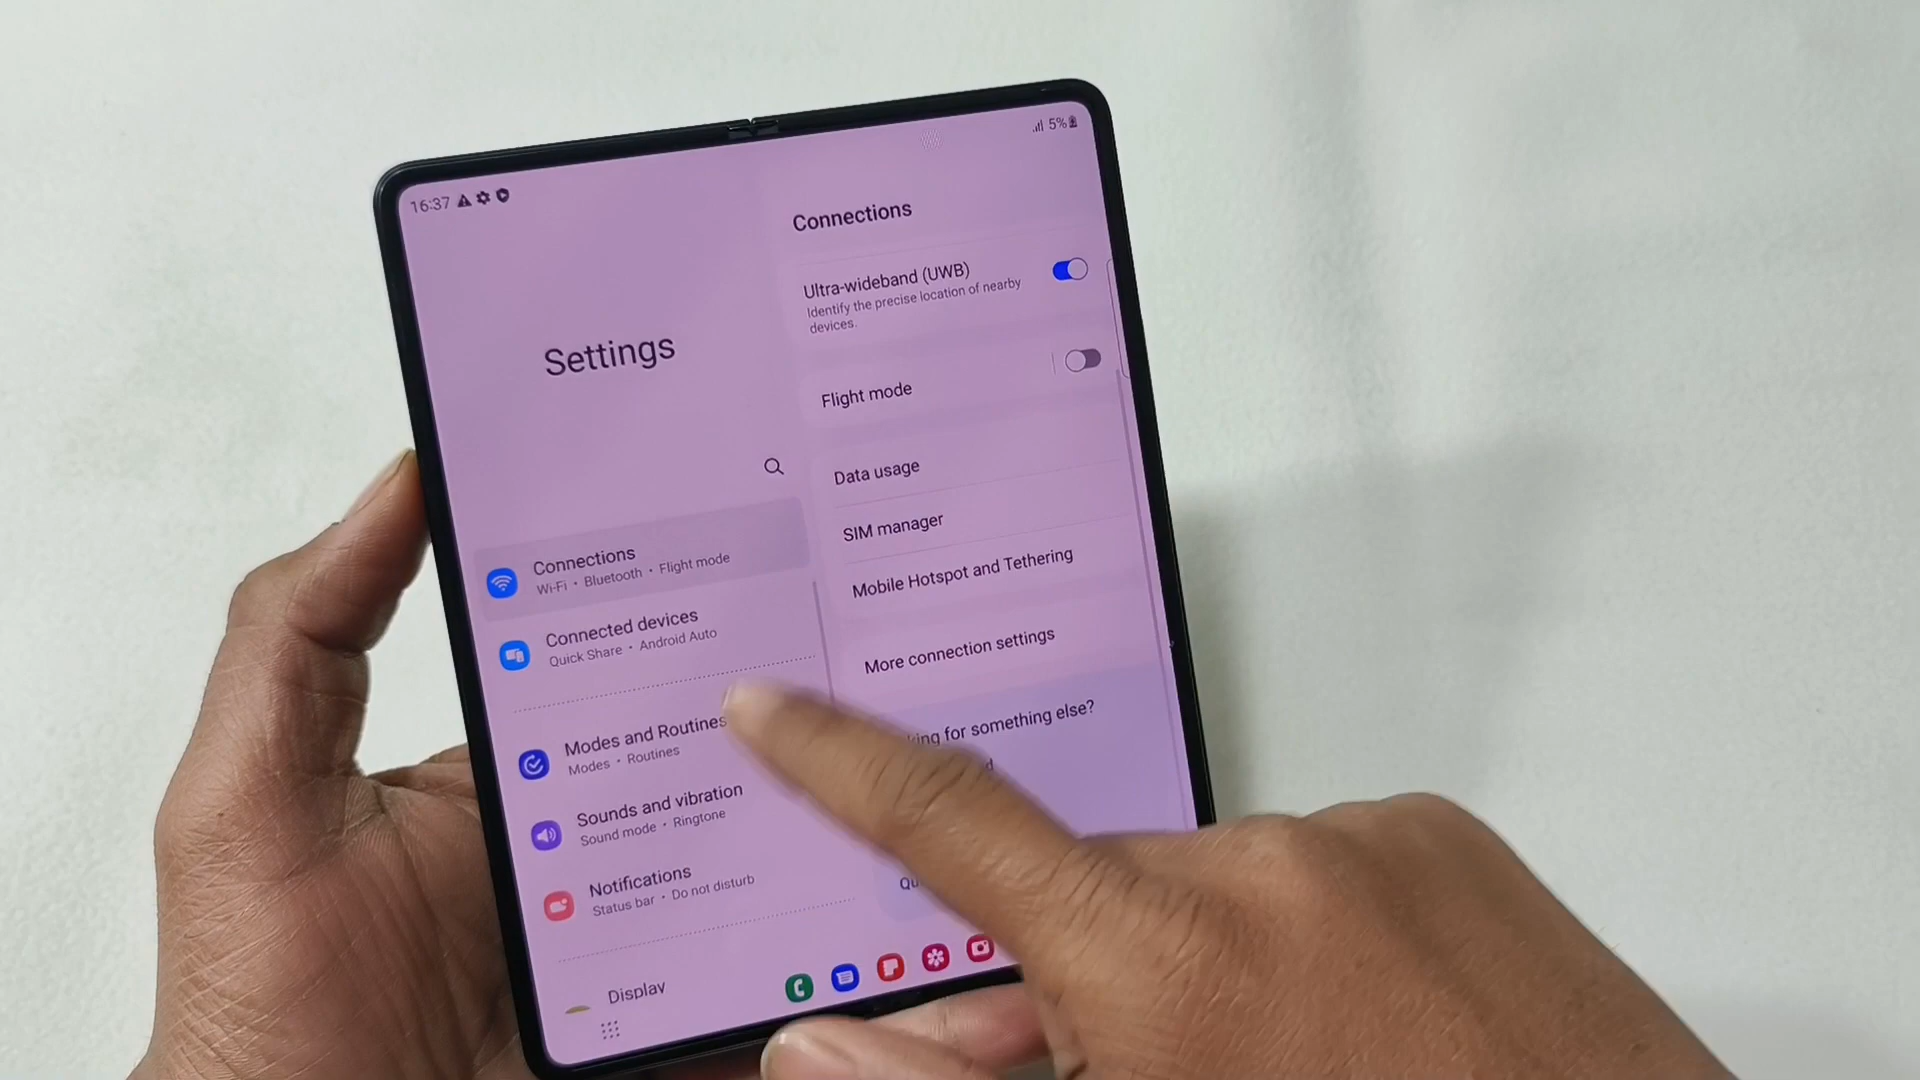 16:37
5%
Settings
Connections
Wi-Fi • Bluetooth • Flight mode
Connected devices
Quick Share • Android Auto
Modes and Routines
Modes • Routines
Sounds and vibration
Sound mode • Ringtone
Notifications
Status bar • Do not disturb
Display
Connections
Ultra-wideband (UWB)
Identify the precise location of nearby
devices.
Flight mode
Data usage
SIM manager
Mobile Hotspot and Tethering
More connection settings
for something else?